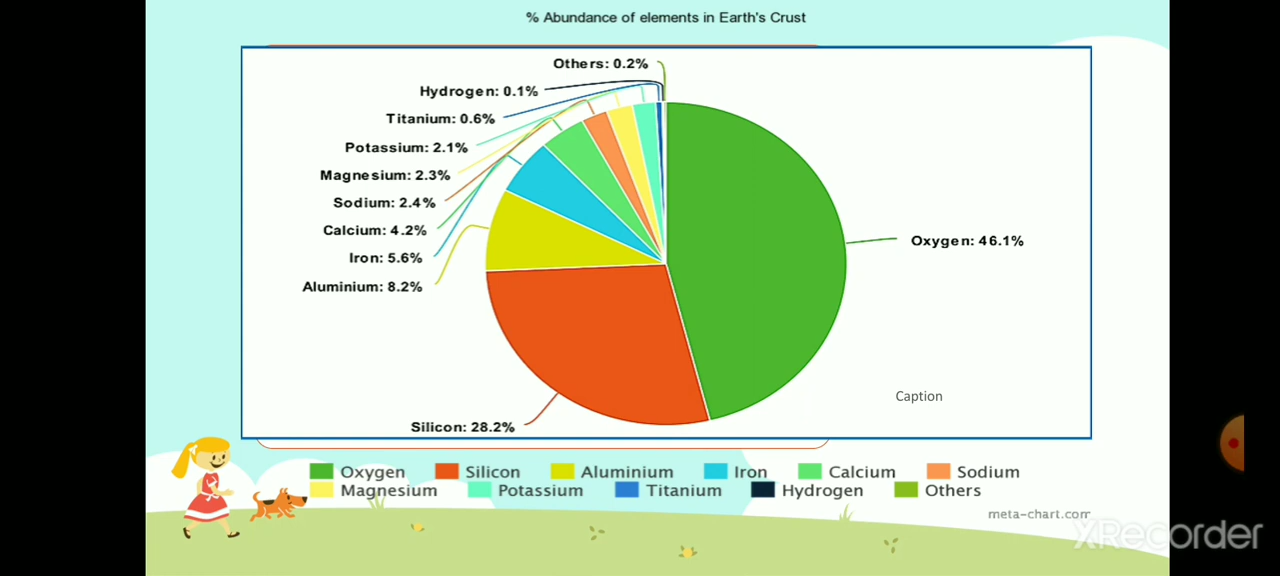 % Abundance of elements in Earth's Crust
Others: 0.2%
Hydrogen: 0.1%
Titanium: 0.6%
Potassium: 2.1%
Magnesium: 2.3%
Sodium: 2.4%
Calcium: 4.2%
Iron: 5.6%
Aluminium: 8.2%
Oxygen: 46.1%
Caption
Silicon: 28.2%
Oxygen Silicon Aluminium Iron Calcium Sodium
Magnesium Potassium Titanium Hydrogen Others
meta-chart.com
XRecorder